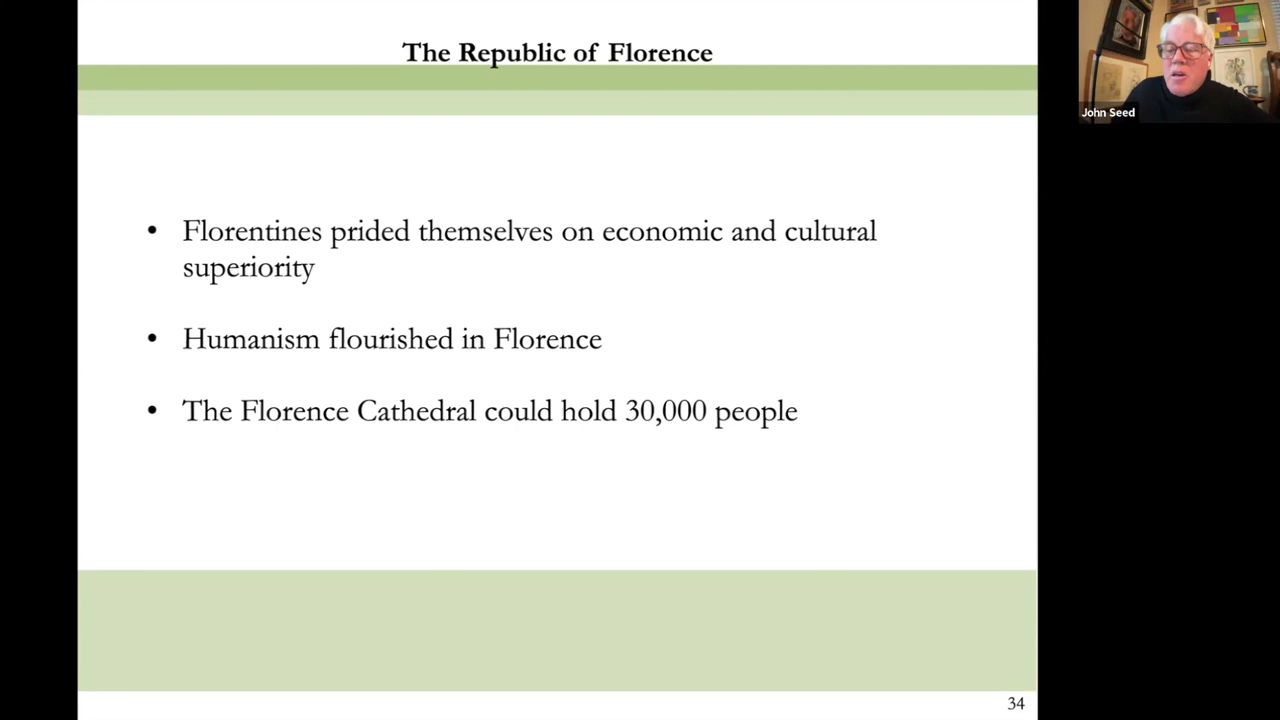 The Republic of Florence
John Seed
• Florentines prided themselves on economic and cultural
superiority
• Humanism flourished in Florence
• The Florence Cathedral could hold 30,000 people
34